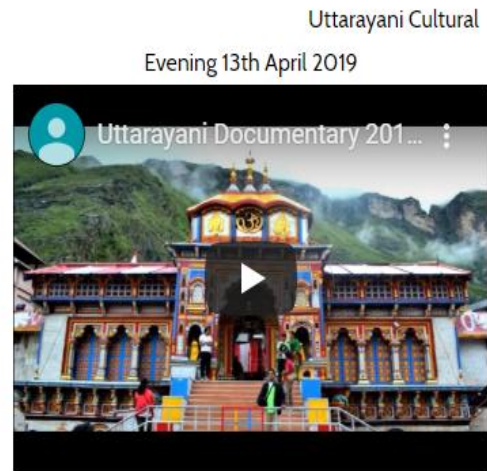 Uttarayani Cultural
Evening 13th April 2019
Uttarayani Documentary 201...